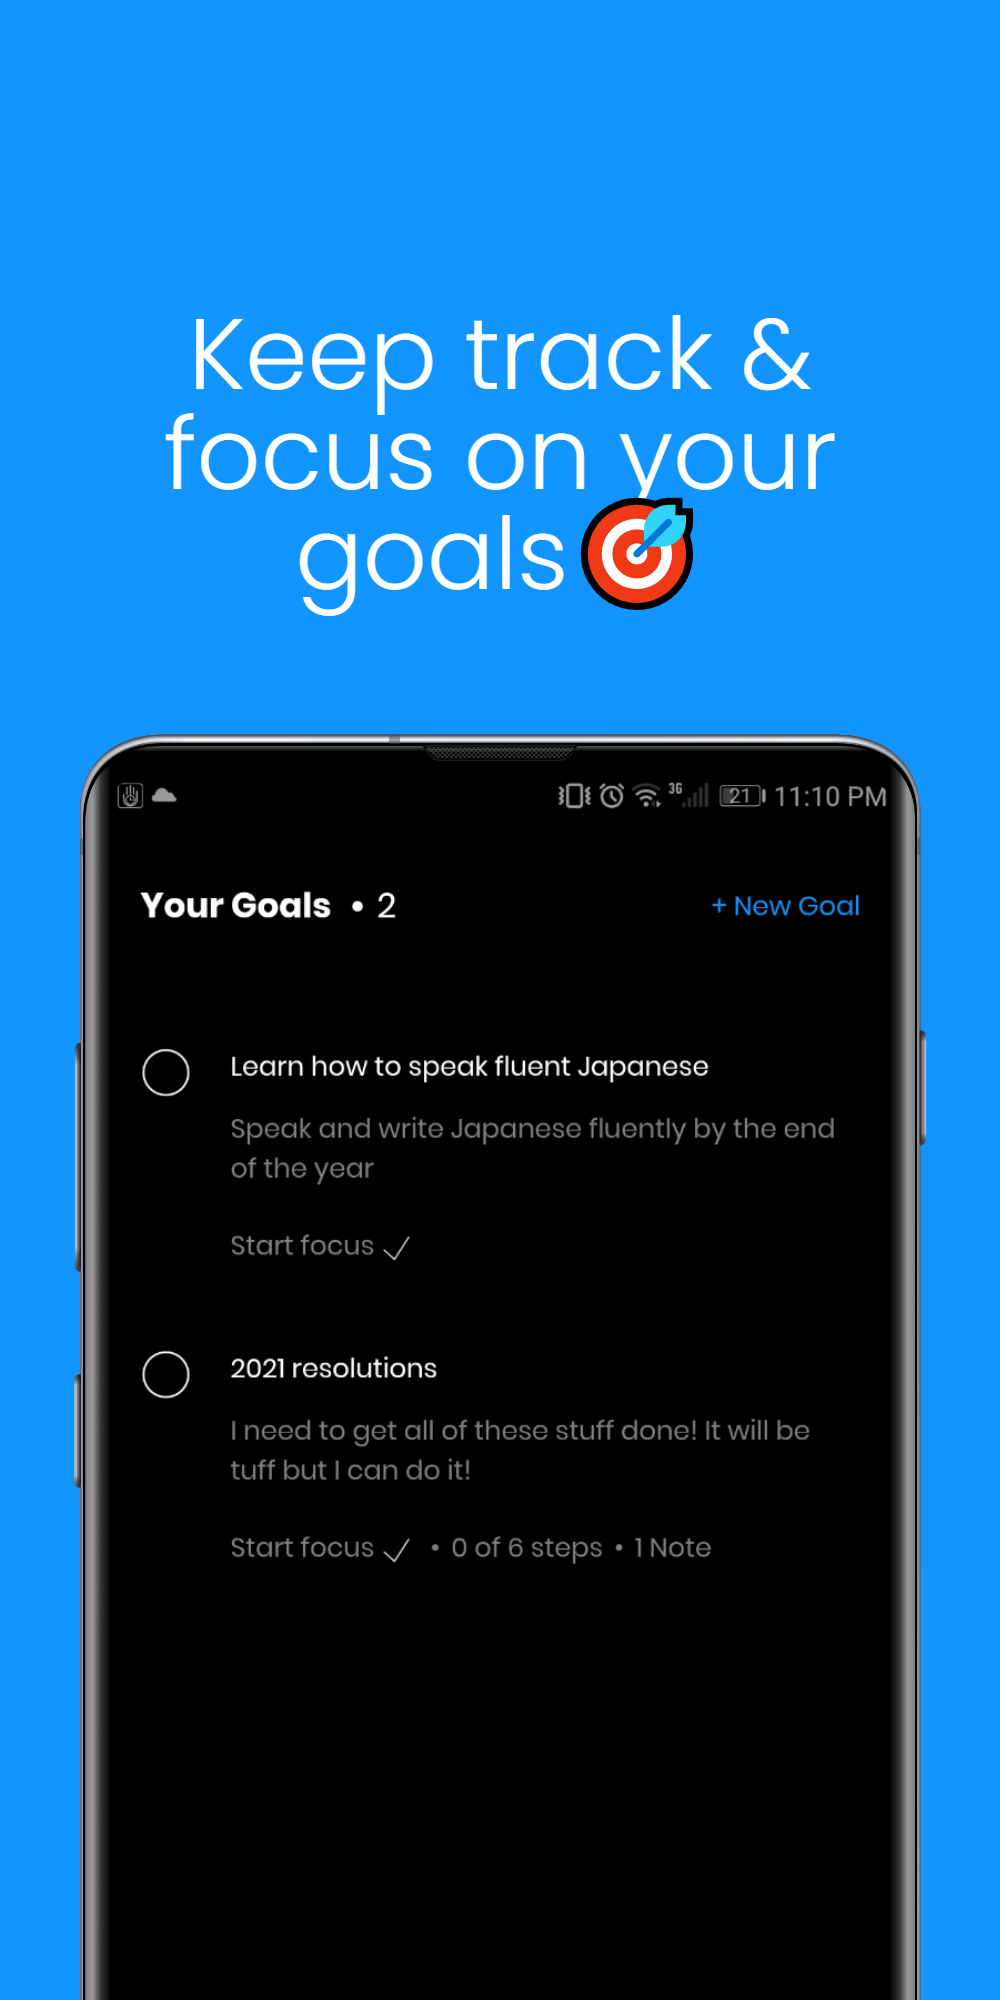 Keep track &
focus on your
goals
3G 21 11:10 PM
Your Goals • 2
+ New Goal
Learn how to speak fluent Japanese
Speak and write Japanese fluently by the end
of the year
Start focus
2021 resolutions
I need to get all of these stuff done! It will be
tuff but I can do it!
Start focus • 0 of 6 steps • 1 Note